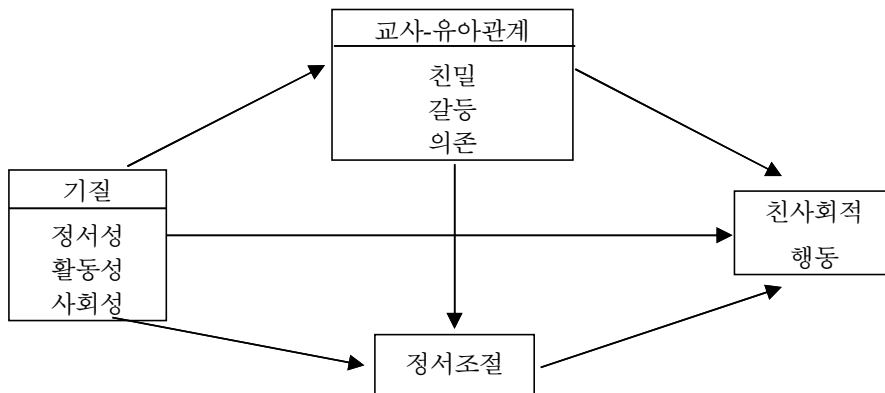 교사-유아관계
친밀
갈등
의존
기질
정서성
활동성
사회성
친사회적
행동
정서조절